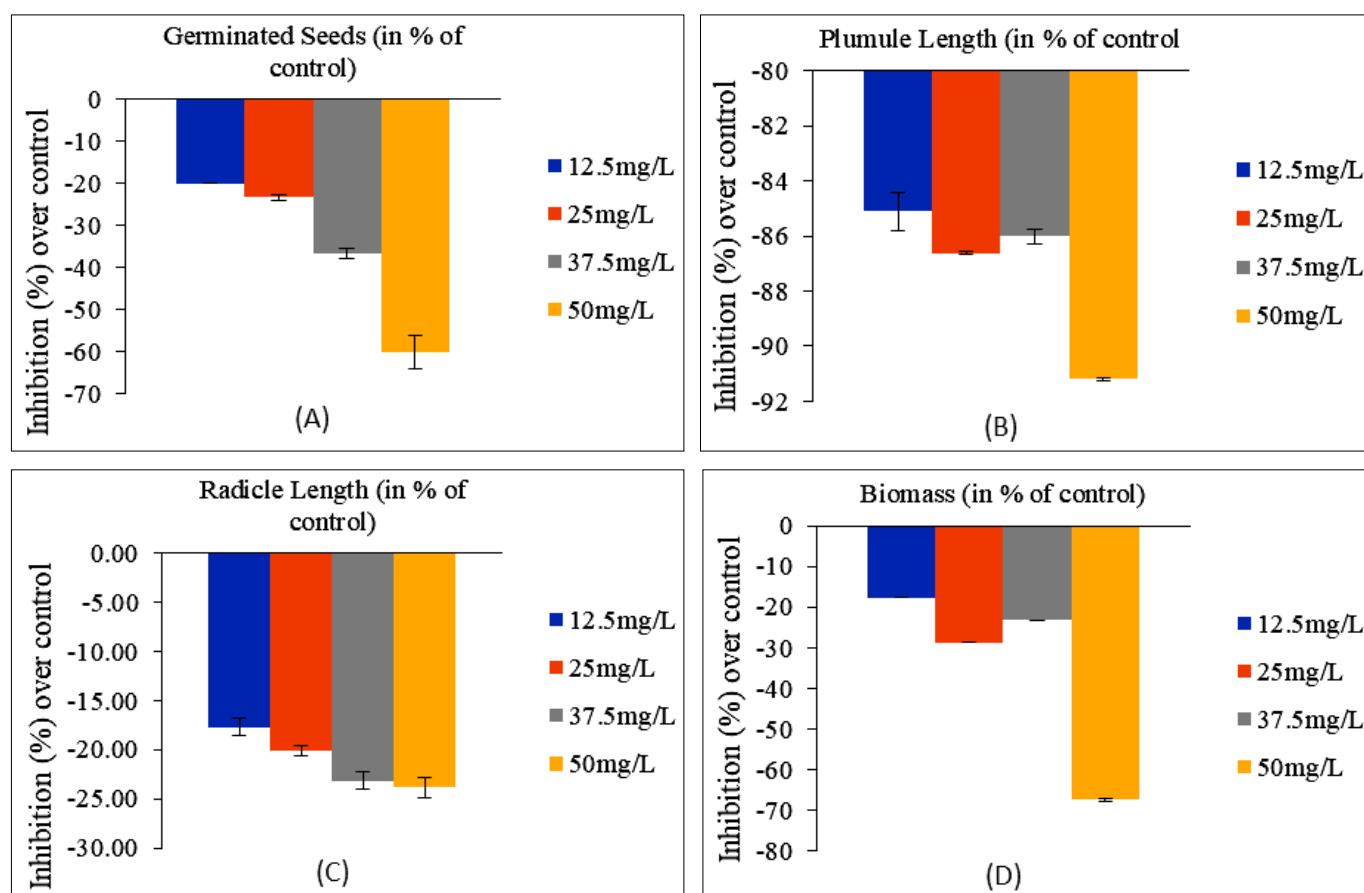 Germinated Seeds (in % of
control)
Inhibition (%) over control
0
-10
-20
-30
-40
-50
-60
-70
12.5mg/L
25mg/L
37.5mg/L
50mg/L
(A)
Plumule Length (in % of control
Inhibition (%) over control
-80
-82
-84
-86
-88
-90
-92
12.5mg/L
25mg/L
37.5mg/L
50mg/L
(B)
Radicle Length (in % of
control)
Inhibition (%) over control
0.00
-5.00
-10.00
-15.00
-20.00
-25.00
-30.00
12.5mg/L
25mg/L
37.5mg/L
50mg/L
(C)
Biomass (in % of control)
Inhibition (%) over control
0
-10
-20
-30
-40
-50
-60
-70
-80
12.5mg/L
25mg/L
37.5mg/L
50mg/L
(D)